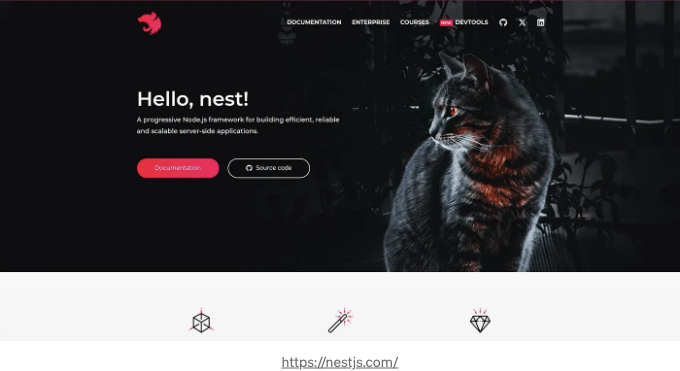 DOCUMENTATION ENTERPRISE COURSES NEW DEVTOOLS
Hello, nest!
A progressive Node.js framework for building efficient, reliable
and scalable server-side applications.
Documentation Source code
https://nestjs.com/